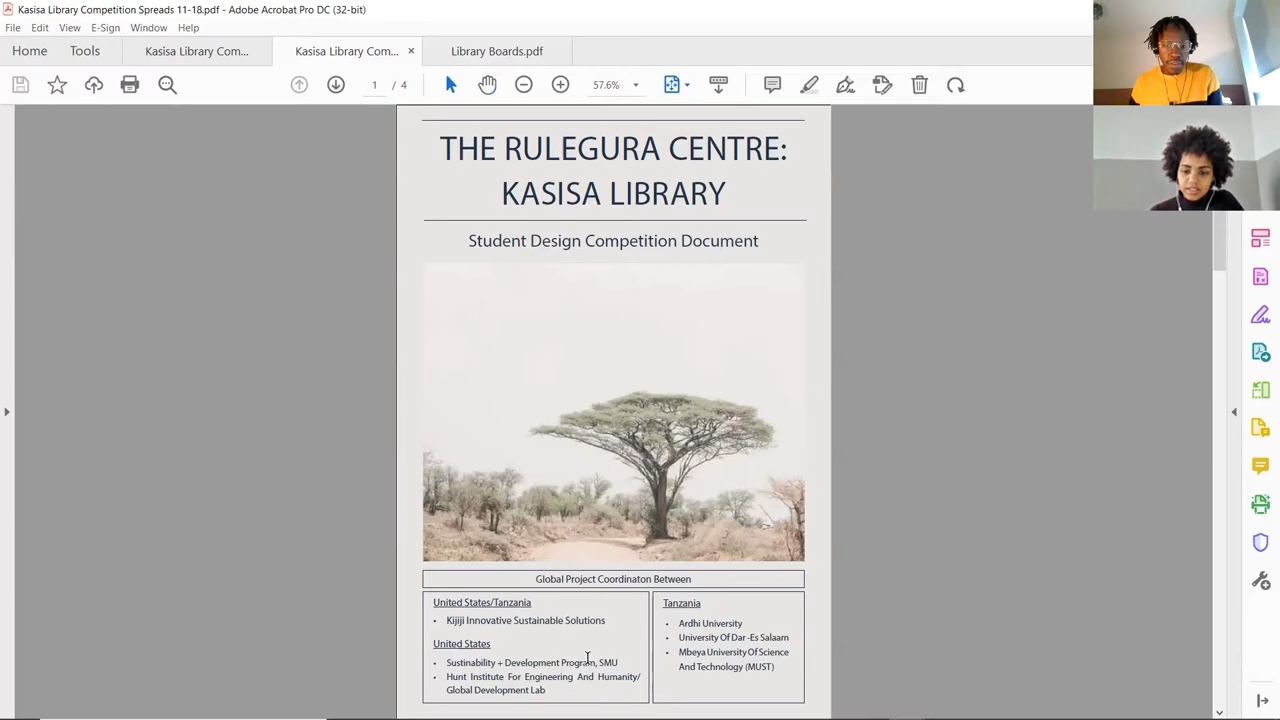 Kasisa Library Competition Spreads 11-18.pdf - Adobe Acrobat Pro DC (32-bit)
File Edit View E-Sign Window Help
Home Tools Kasisa Library Com... Kasisa Library Com... × Library Boards.pdf
1 / 4 57.6%
THE RULEGURA CENTRE:
KASISA LIBRARY
Student Design Competition Document
Global Project Coordinaton Between
United States/Tanzania
• Kijiji Innovative Sustainable Solutions
United States
• Sustinability + Development Program, SMU
• Hunt Institute For Engineering And Humanity/
Global Development Lab
Tanzania
• Ardhi University
• University Of Dar -Es Salaam
• Mbeya University Of Science
And Technology (MUST)